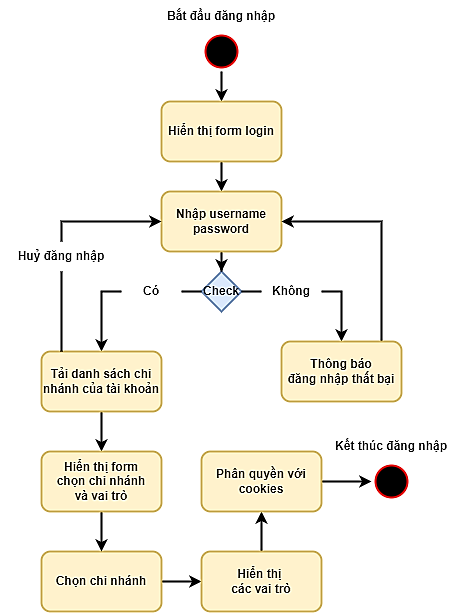 Bắt đầu đăng nhập
Hiển thị form login
Nhập username
password
Huỷ đăng nhập
Có
Check
Không
Tải danh sách chi
nhánh của tài khoản
Thông báo
đăng nhập thất bại
Hiển thị form
chọn chi nhánh
và vai trò
Phân quyền với
cookies
Kết thúc đăng nhập
Chọn chi nhánh
Hiển thị
các vai trò